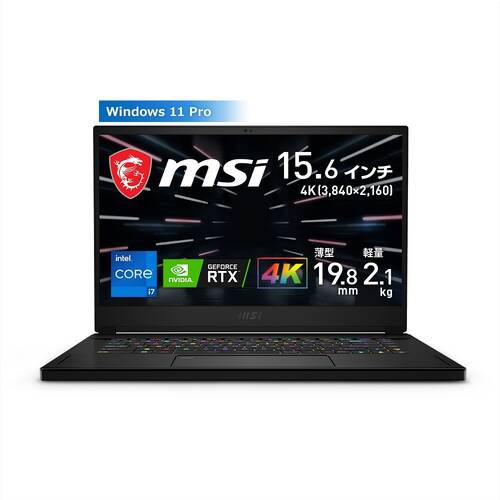 Windows 11 Pro
msi 15.6 インチ
4K(3,840×2,160)
薄型 軽量
intel
CORE
i7
NVIDIA
GEFORCE
RTX
4K
19.8 2.1
mm kg
msi